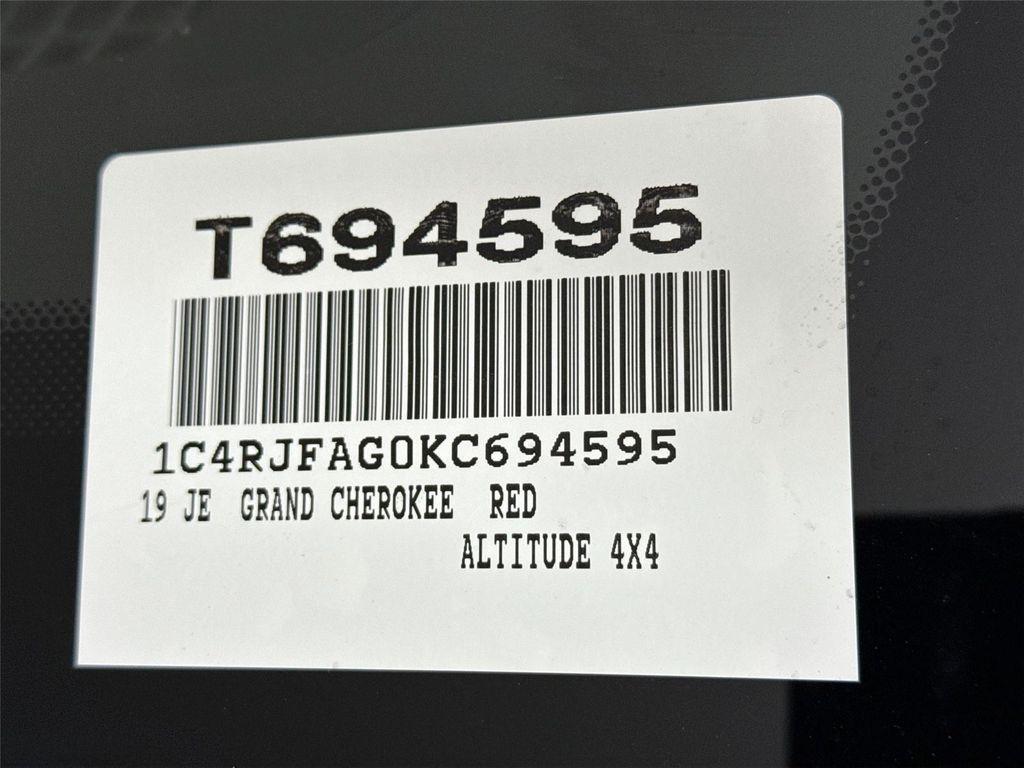 T694595
1C4RJFAG0KC694595
19 JE GRAND CHEROKEE RED
ALTITUDE 4X4